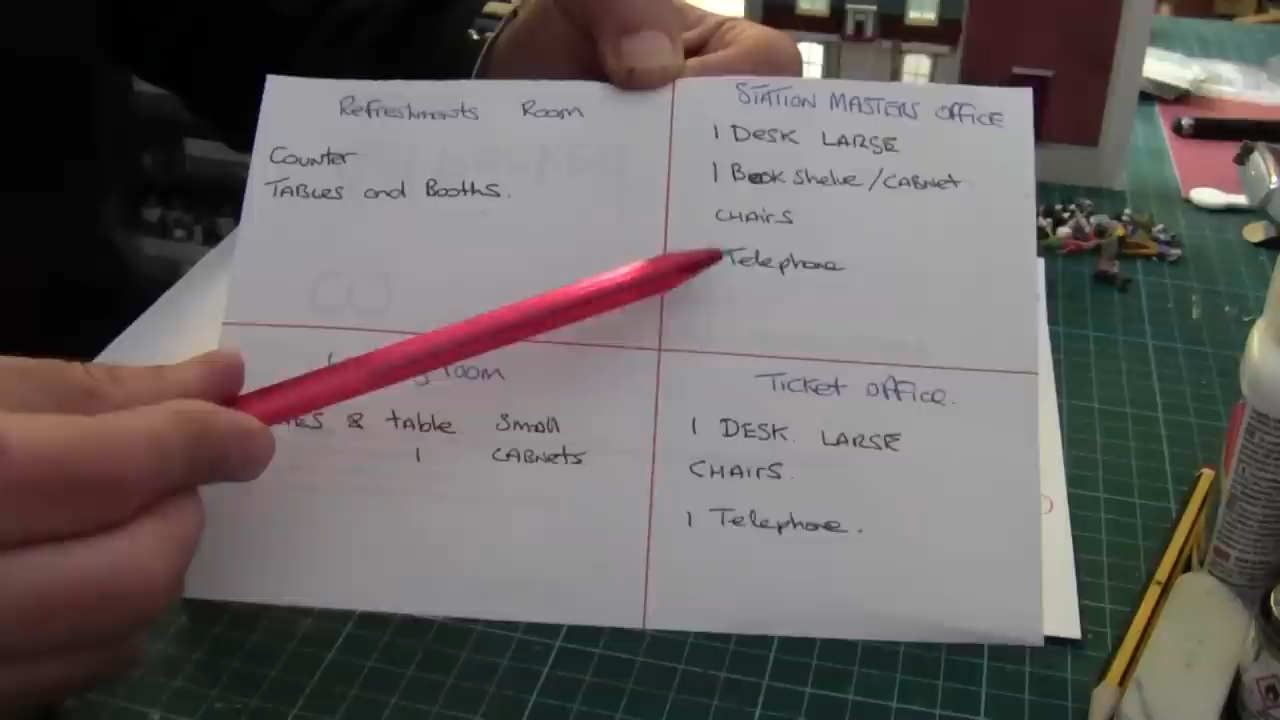 Refreshments Room
Counter
TABLES and Booths.
STATION MASTERS OFFICE
1 DESK LARGE
1 Book Shelve/CABNET
CHAIRS
Telephone
room
& table Small
1 CABNETS
TICKET OFFICE.
1 DESK. LARGE
CHAIRS.
1 Telephone.